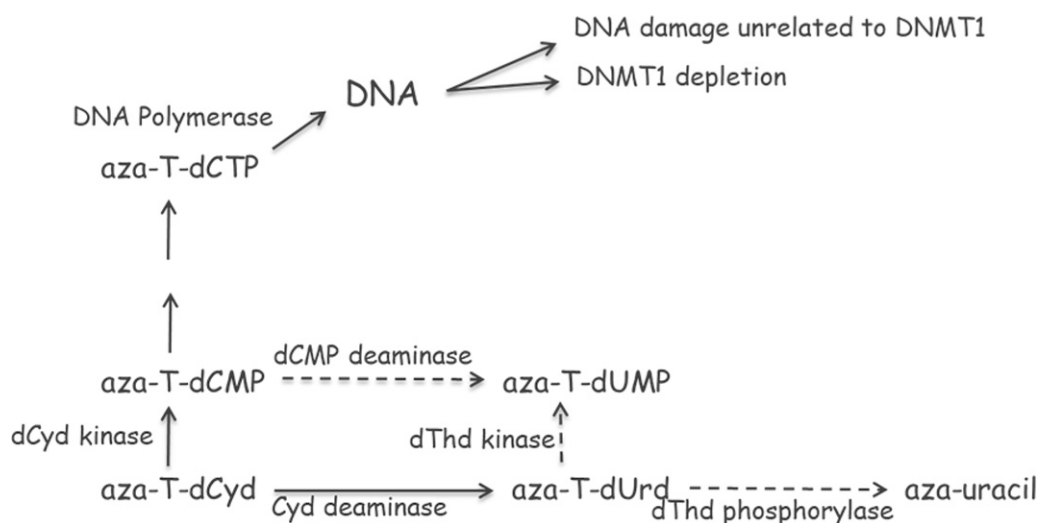 DNA damage unrelated to DNMT1
DNA
DNMT1 depletion
DNA Polymerase
aza-T-dCTP
dCMP deaminase
aza-T-dCMP
aza-T-dUMP
dCyd kinase
dThd kinase
aza-T-dCyd
Cyd deaminase
aza-T-dUrd
dThd phosphorylase
aza-uracil